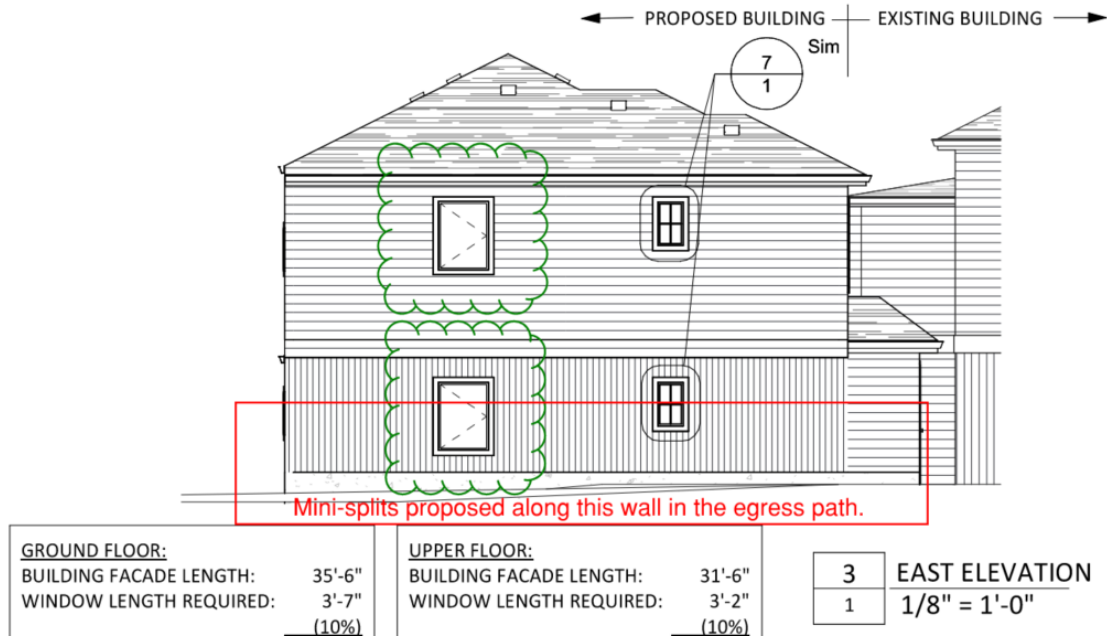 PROPOSED BUILDING
EXISTING BUILDING
Sim
7
1
Mini-splits proposed along this wall in the egress path.
GROUND FLOOR:
BUILDING FACADE LENGTH: 35'-6"
WINDOW LENGTH REQUIRED: 3'-7"
(10%)
UPPER FLOOR:
BUILDING FACADE LENGTH: 31'-6"
WINDOW LENGTH REQUIRED: 3'-2"
(10%)
3
1
EAST ELEVATION
1/8" = 1'-0"